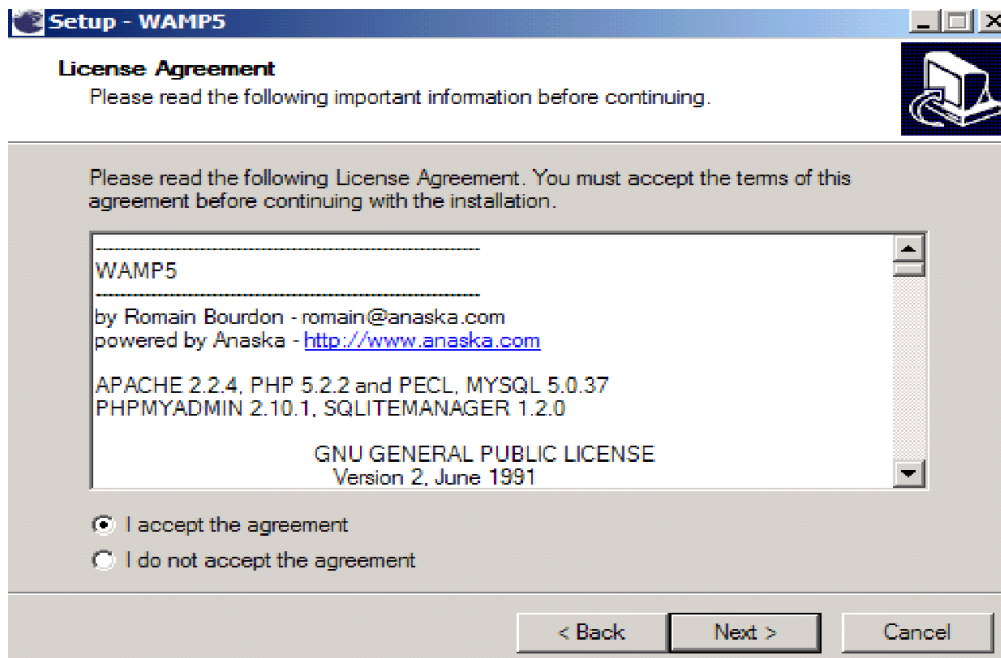 Setup - WAMP5
License Agreement
Please read the following important information before continuing.
Please read the following License Agreement. You must accept the terms of this
agreement before continuing with the installation.
WAMP5
by Romain Bourdon - romain@anaska.com
powered by Anaska - http://www.anaska.com
APACHE 2.2.4, PHP 5.2.2 and PECL, MYSQL 5.0.37
PHPMYADMIN 2.10.1, SQLITEMANAGER 1.2.0
GNU GENERAL PUBLIC LICENSE
Version 2, June 1991
I accept the agreement
I do not accept the agreement
< Back Next > Cancel